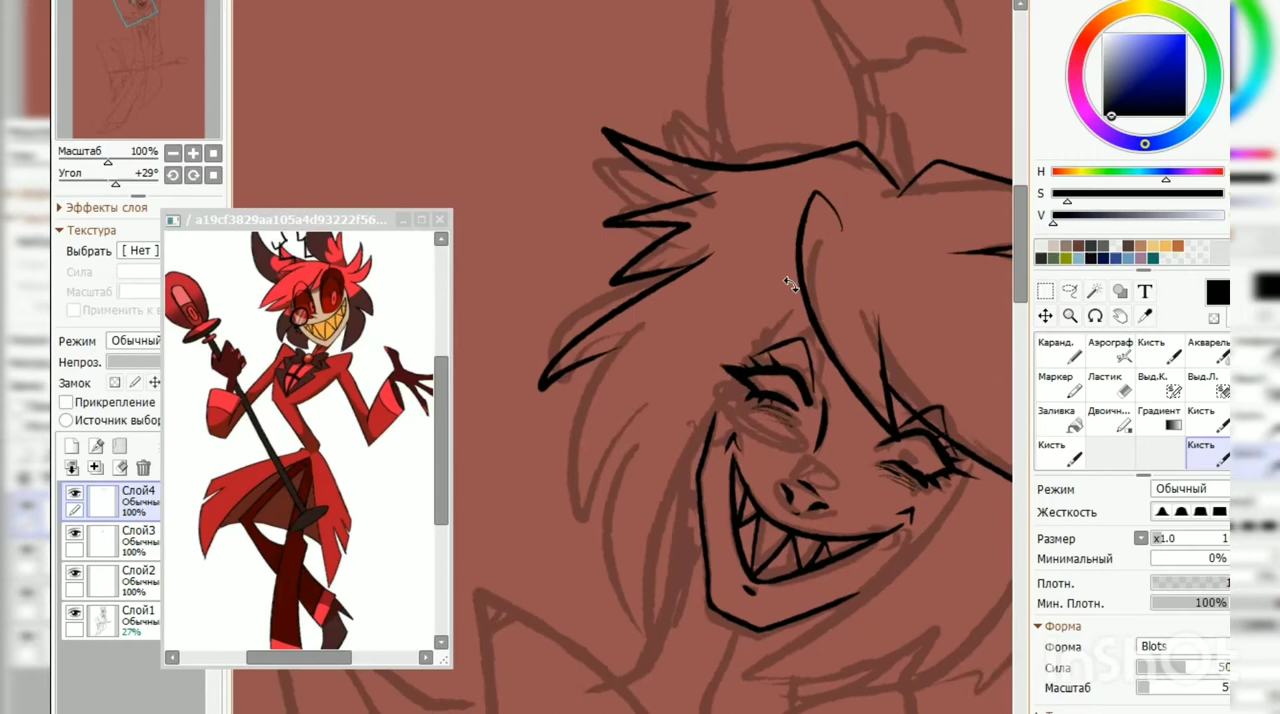 Масштаб 100%
Угол +29°
Эффекты слоя
Текстура
Выбрать [ Нет ]
Сила
Масштаб
Применить к в
Режим Обычный
Непроз.
Замок
Прикрепление
Источник выбор
Слой4
Обычны
100%
Слой3
Обычны
100%
Слой2
Обычны
100%
Слой1
Обычны
27%
/ a19cf3829aa105a4d93222f56...
H
S
V
T
Каранд. Аэрограф Кисть Акварель
Маркер Ластик Выд.К. Выд.Л.
Заливка Двоичн... Градиент Кисть
Кисть Кисть
Режим Обычный
Жесткость
Размер x1.0 1
Минимальный 0%
Плотн. 1
Мин. Плотн. 100%
Форма
Форма Blots
Сила 50
Масштаб 5